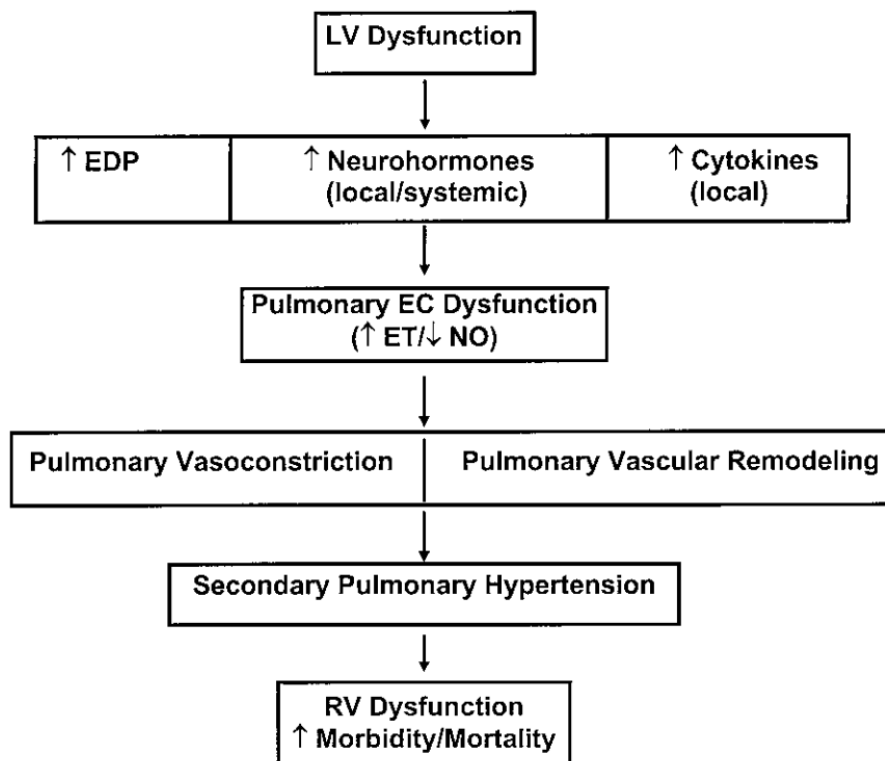 LV Dysfunction
↑ EDP
↑ Neurohormones
(local/systemic)
↑ Cytokines
(local)
Pulmonary EC Dysfunction
(↑ ET/↓ NO)
Pulmonary Vasoconstriction
Pulmonary Vascular Remodeling
Secondary Pulmonary Hypertension
RV Dysfunction
↑ Morbidity/Mortality